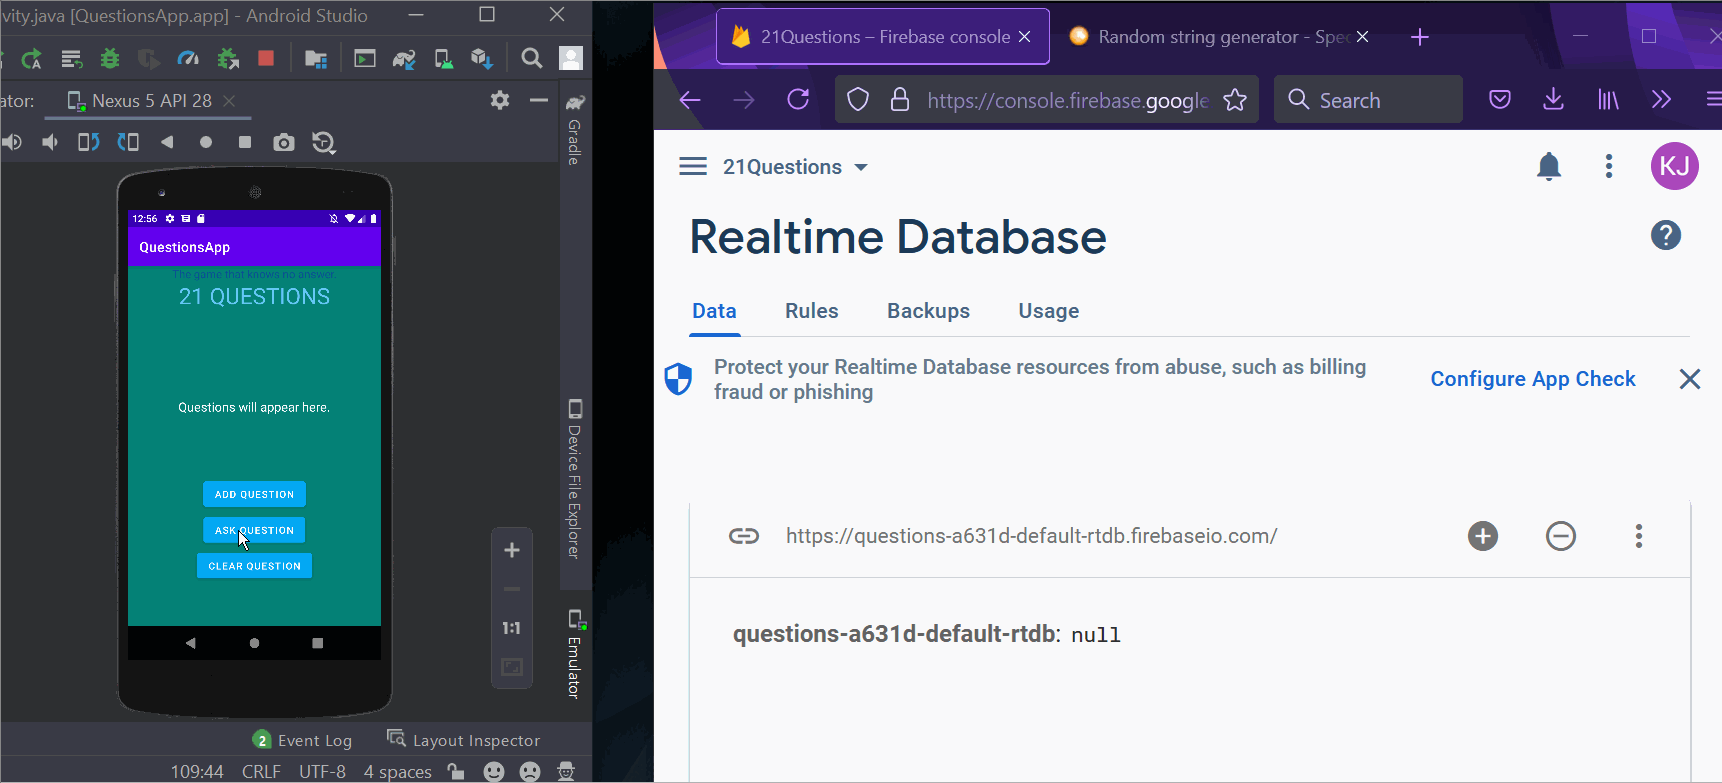 vity.java [QuestionsApp.app] - Android Studio
ator:
Nexus 5 API 28
Gradle
12:56
QuestionsApp
The game that knows no answer.
21 QUESTIONS
Questions will appear here.
ADD QUESTION
ASK QUESTION
CLEAR QUESTION
Device File Explorer
1:1
Emulator
2 Event Log
Layout Inspector
109:44 CRLF UTF-8 4 spaces
21Questions – Firebase console
Random string generator - Spec
https://console.firebase.google
Search
21Questions
KJ
Realtime Database
?
Data
Rules
Backups
Usage
Protect your Realtime Database resources from abuse, such as billing
fraud or phishing
Configure App Check
https://questions-a631d-default-rtdb.firebaseio.com/
questions-a631d-default-rtdb: null